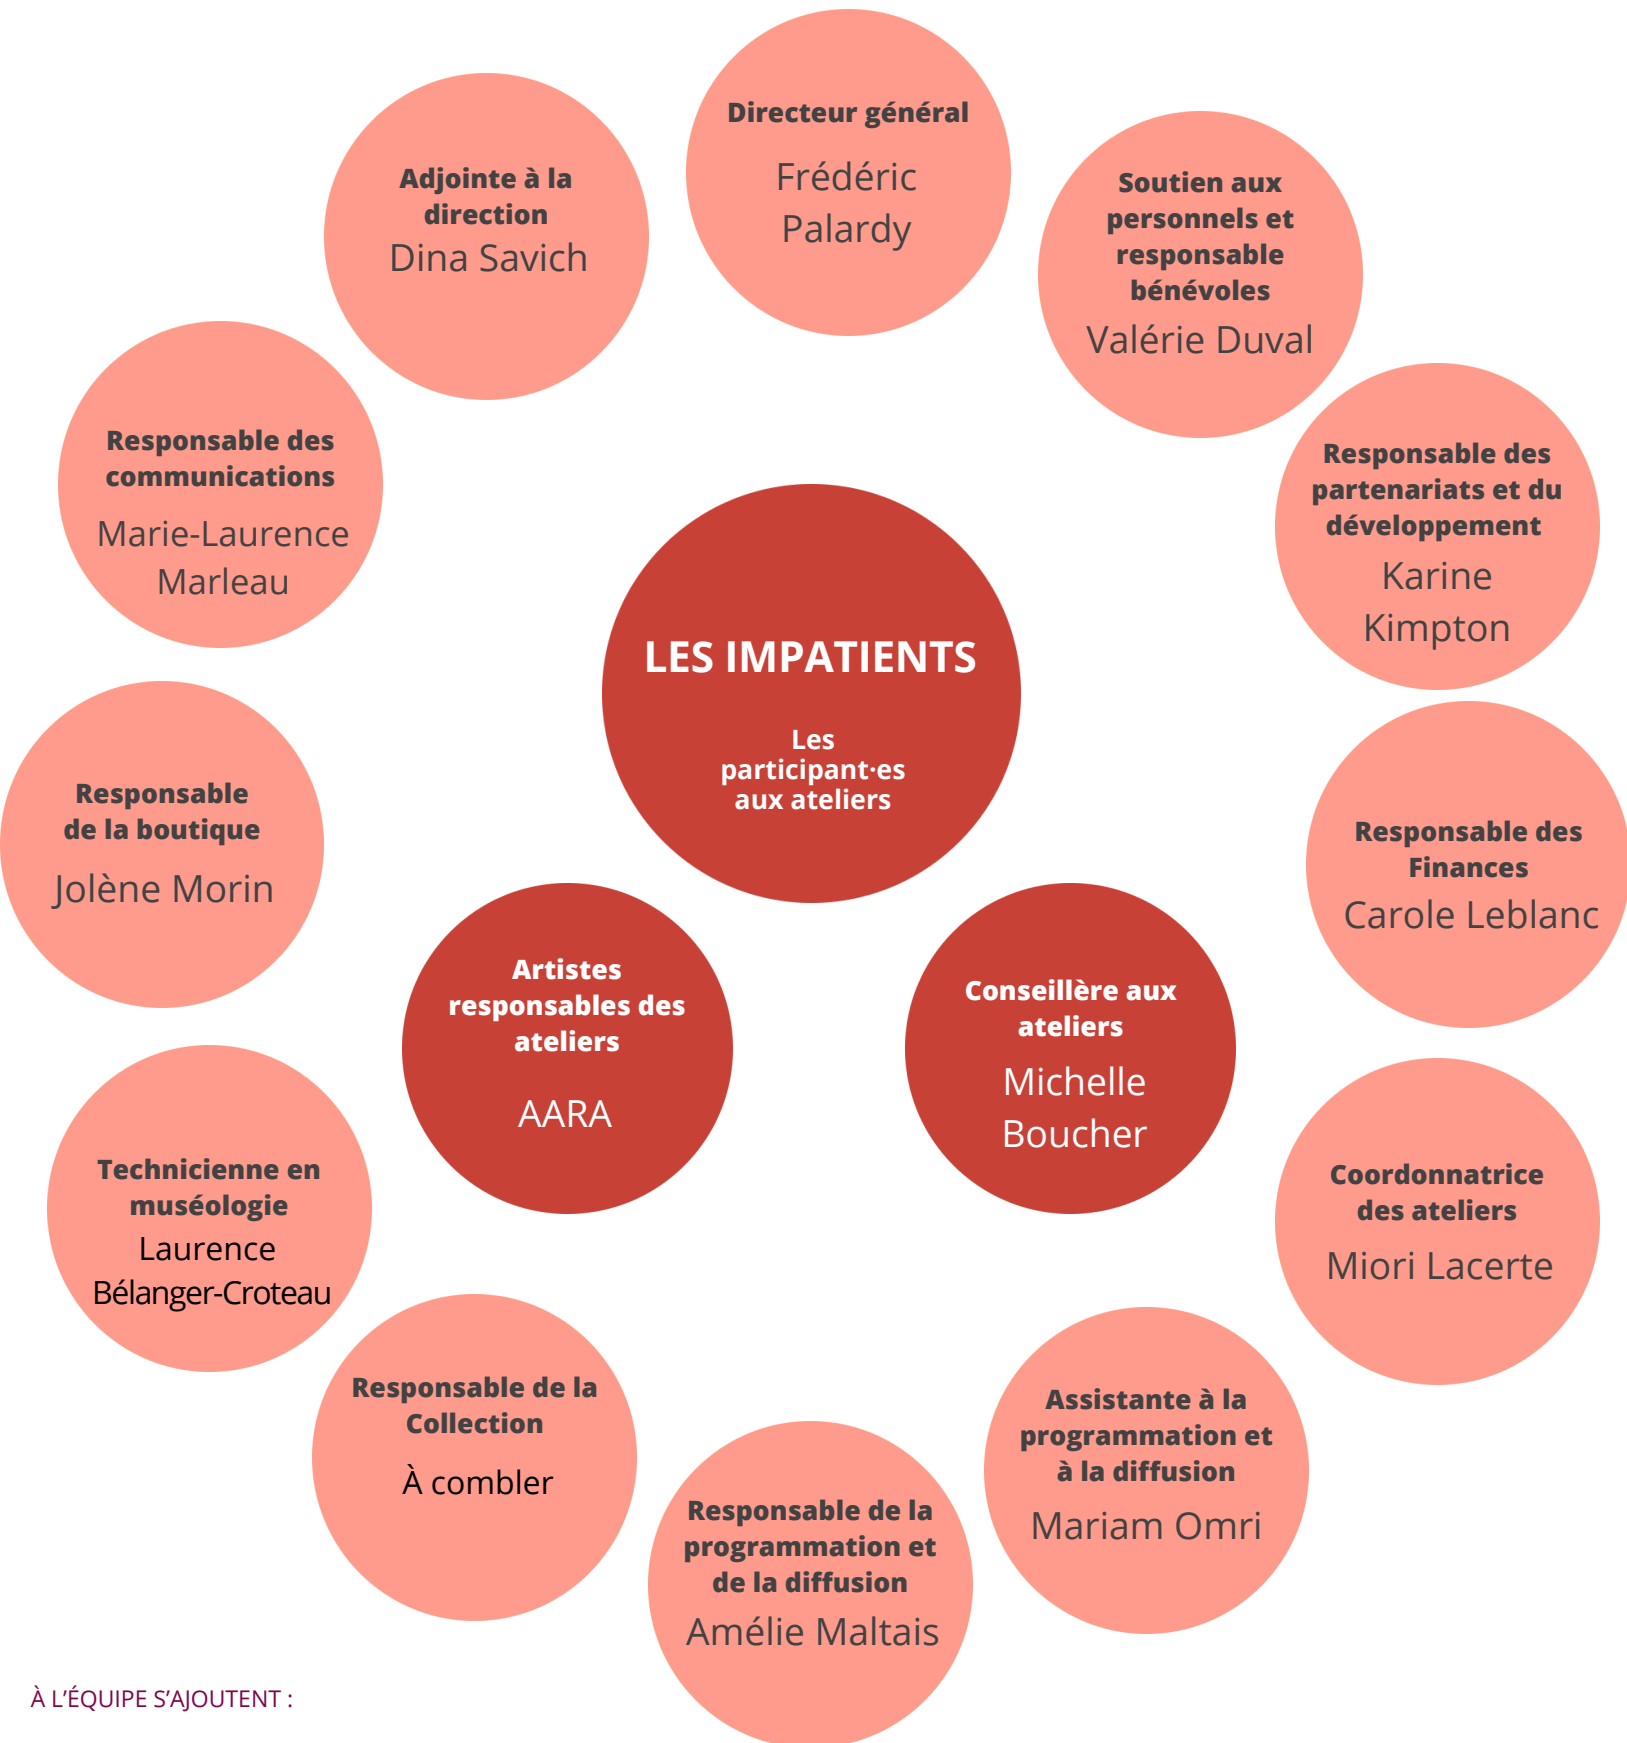 Directeur général
Frédéric
Palardy
Adjointe à la
direction
Dina Savich
Soutien aux
personnels et
responsable
bénévoles
Valérie Duval
Responsable des
communications
Marie-Laurence
Marleau
Responsable des
partenariats et du
développement
Karine
Kimpton
LES IMPATIENTS
Les
participant·es
aux ateliers
Responsable
de la boutique
Jolène Morin
Responsable des
Finances
Carole Leblanc
Artistes
responsables des
ateliers
AARA
Conseillère aux
ateliers
Michelle
Boucher
Technicienne en
muséologie
Laurence
Bélanger-Croteau
Coordonnatrice
des ateliers
Miori Lacerte
Responsable de la
Collection
À combler
Assistante à la
programmation et
à la diffusion
Mariam Omri
Responsable de la
programmation et
de la diffusion
Amélie Maltais
À L’ÉQUIPE S’AJOUTENT :